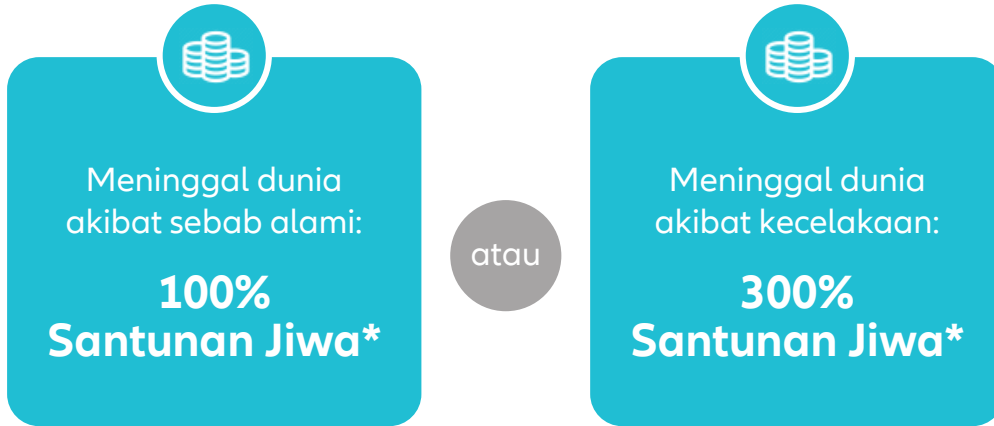 Meninggal dunia
akibat sebab alami:
100%
Santunan Jiwa*
atau
Meninggal dunia
akibat kecelakaan:
300%
Santunan Jiwa*